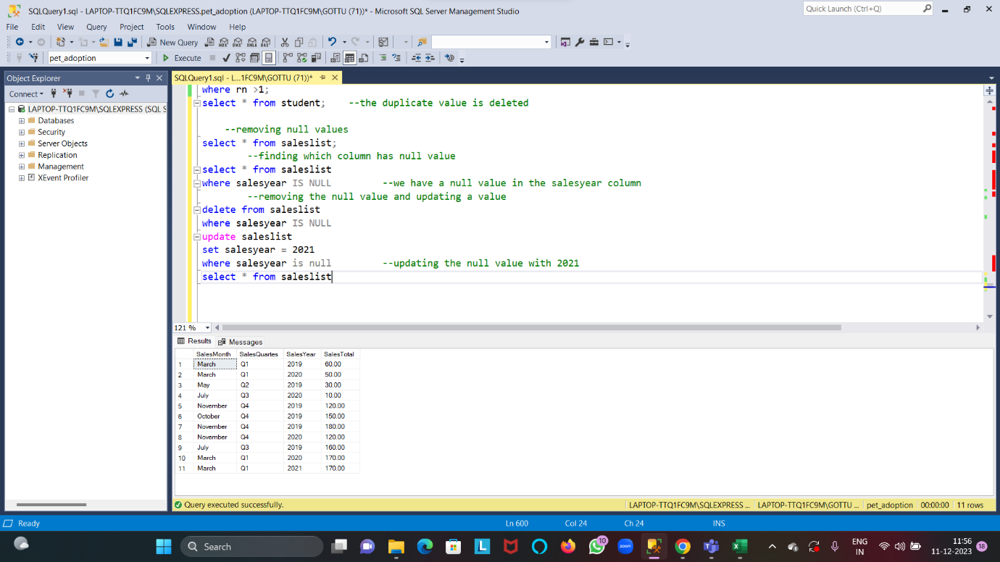 SQLQuery1.sql - LAPTOP-TTQ1FC9M\SQLEXPRESS.pet_adoption (LAPTOP-TTQ1FC9M\GOTTU (71))* - Microsoft SQL Server Management Studio
Quick Launch (Ctrl+Q)
File Edit View Query Project Tools Window Help
New Query
pet_adoption
Execute
Object Explorer
SQLQuery1.sql - L...1FC9M\GOTTU (71))*
Connect
LAPTOP-TTQ1FC9M\SQLEXPRESS (SQL S
Databases
Security
Server Objects
Replication
Management
XEvent Profiler
where rn >1;
select * from student; --the duplicate value is deleted
--removing null values
select * from saleslist;
--finding which column has null value
select * from saleslist
where salesyear IS NULL --we have a null value in the salesyear column
--removing the null value and updating a value
delete from saleslist
where salesyear IS NULL
update saleslist
set salesyear = 2021
where salesyear is null --updating the null value with 2021
select * from saleslist
121 %
Results Messages
SalesMonth SalesQuartes SalesYear SalesTotal
1 March Q1 2019 60.00
2 March Q1 2020 50.00
3 May Q2 2019 30.00
4 July Q3 2020 10.00
5 November Q4 2019 120.00
6 October Q4 2019 150.00
7 November Q4 2019 180.00
8 November Q4 2020 120.00
9 July Q3 2019 160.00
10 March Q1 2020 170.00
11 March Q1 2021 170.00
Query executed successfully. LAPTOP-TTQ1FC9M\SQLEXPRESS ... LAPTOP-TTQ1FC9M\GOTTU ... pet_adoption 00:00:00 11 rows
Ready Ln 600 Col 24 Ch 24 INS
Search
10
zoom
ENG
IN
11:56
11-12-2023
18